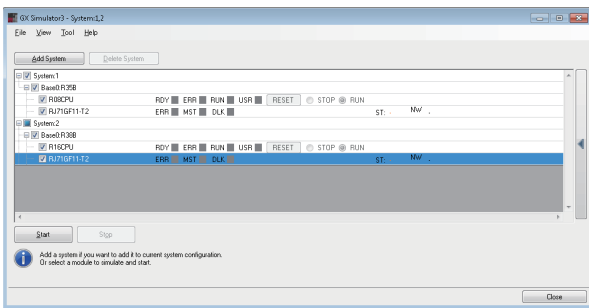 GX Simulator3 - System:1,2
File View Tool Help
Add System Delete System
System:1
Base0:R35B
R08CPU RDY ERR RUN USR RESET STOP RUN
RJ71GF11-T2 ERR MST DLK ST: - NW -
System:2
Base0:R38B
R16CPU RDY ERR RUN USR RESET STOP RUN
RJ71GF11-T2 ERR MST DLK ST: - NW -
Start Stop
Add a system if you want to add it to current system configuration.
Or select a module to simulate and start.
Close